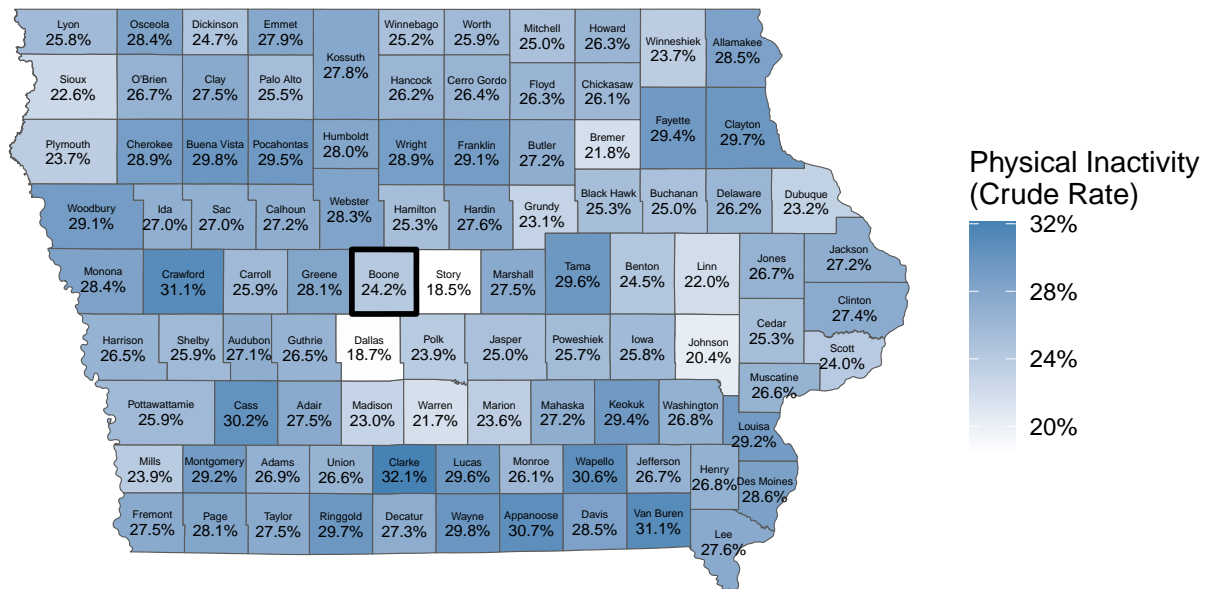 Lyon
25.8%
Osceola
28.4%
Dickinson
24.7%
Emmet
27.9%
Kossuth
27.8%
Winnebago
25.2%
Worth
25.9%
Mitchell
25.0%
Howard
26.3%
Winneshiek
23.7%
Allamakee
28.5%
Sioux
22.6%
O'Brien
26.7%
Clay
27.5%
Palo Alto
25.5%
Hancock
26.2%
Cerro Gordo
26.4%
Floyd
26.3%
Chickasaw
26.1%
Plymouth
23.7%
Cherokee
28.9%
Buena Vista
29.8%
Pocahontas
29.5%
Humboldt
28.0%
Wright
28.9%
Franklin
29.1%
Butler
27.2%
Bremer
21.8%
Fayette
29.4%
Clayton
29.7%
Woodbury
29.1%
Ida
27.0%
Sac
27.0%
Calhoun
27.2%
Webster
28.3%
Hamilton
25.3%
Hardin
27.6%
Grundy
23.1%
Black Hawk
25.3%
Buchanan
25.0%
Delaware
26.2%
Dubuque
23.2%
Monona
28.4%
Crawford
31.1%
Carroll
25.9%
Greene
28.1%
Boone
24.2%
Story
18.5%
Marshall
27.5%
Tama
29.6%
Benton
24.5%
Linn
22.0%
Jones
26.7%
Jackson
27.2%
Clinton
27.4%
Harrison
26.5%
Shelby
25.9%
Audubon
27.1%
Guthrie
26.5%
Dallas
18.7%
Polk
23.9%
Jasper
25.0%
Poweshiek
25.7%
Iowa
25.8%
Johnson
20.4%
Cedar
25.3%
Scott
24.0%
Muscatine
26.6%
Pottawattamie
25.9%
Cass
30.2%
Adair
27.5%
Madison
23.0%
Warren
21.7%
Marion
23.6%
Mahaska
27.2%
Keokuk
29.4%
Washington
26.8%
Louisa
29.2%
Mills
23.9%
Montgomery
29.2%
Adams
26.9%
Union
26.6%
Clarke
32.1%
Lucas
29.6%
Monroe
26.1%
Wapello
30.6%
Jefferson
26.7%
Henry
26.8%
Des Moines
28.6%
Fremont
27.5%
Page
28.1%
Taylor
27.5%
Ringgold
29.7%
Decatur
27.3%
Wayne
29.8%
Appanoose
30.7%
Davis
28.5%
Van Buren
31.1%
Lee
27.6%
Physical Inactivity
(Crude Rate)
32%
28%
24%
20%